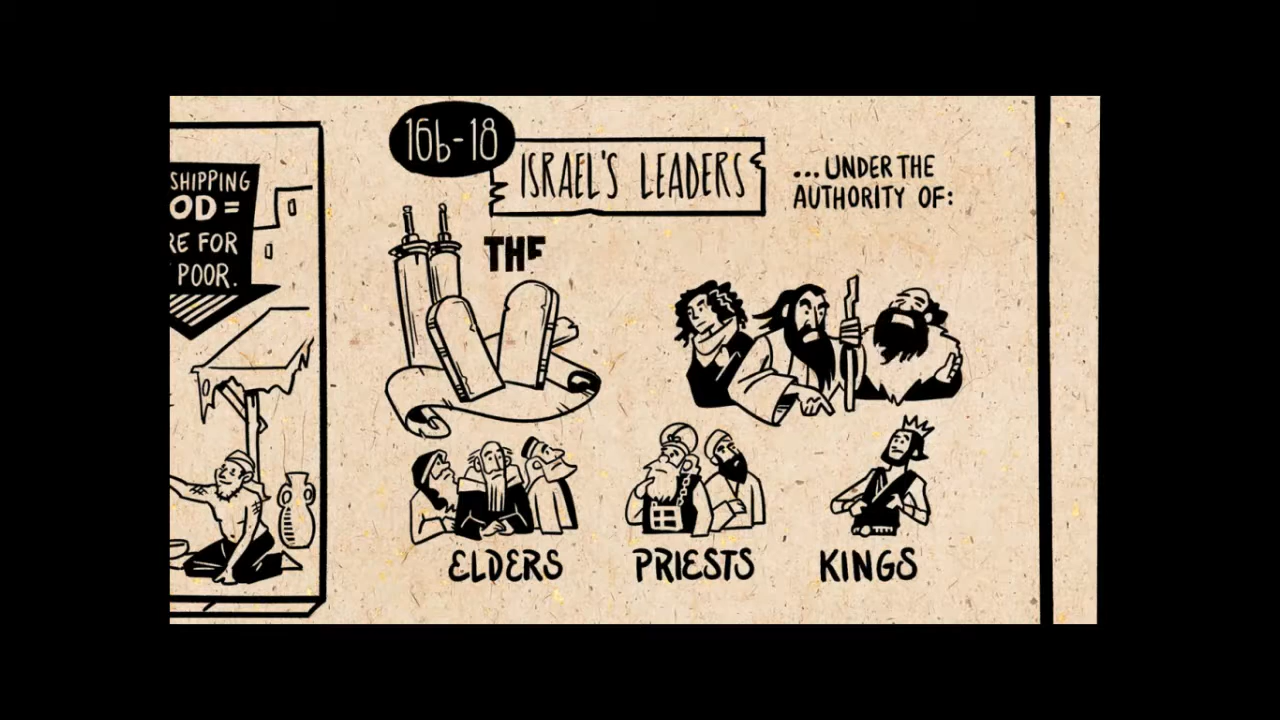 SHIPPING
OD =
RE FOR
POOR.
16b-18
ISRAEL'S LEADERS
...UNDER THE
AUTHORITY OF:
THE
ELDERS
PRIESTS
KINGS